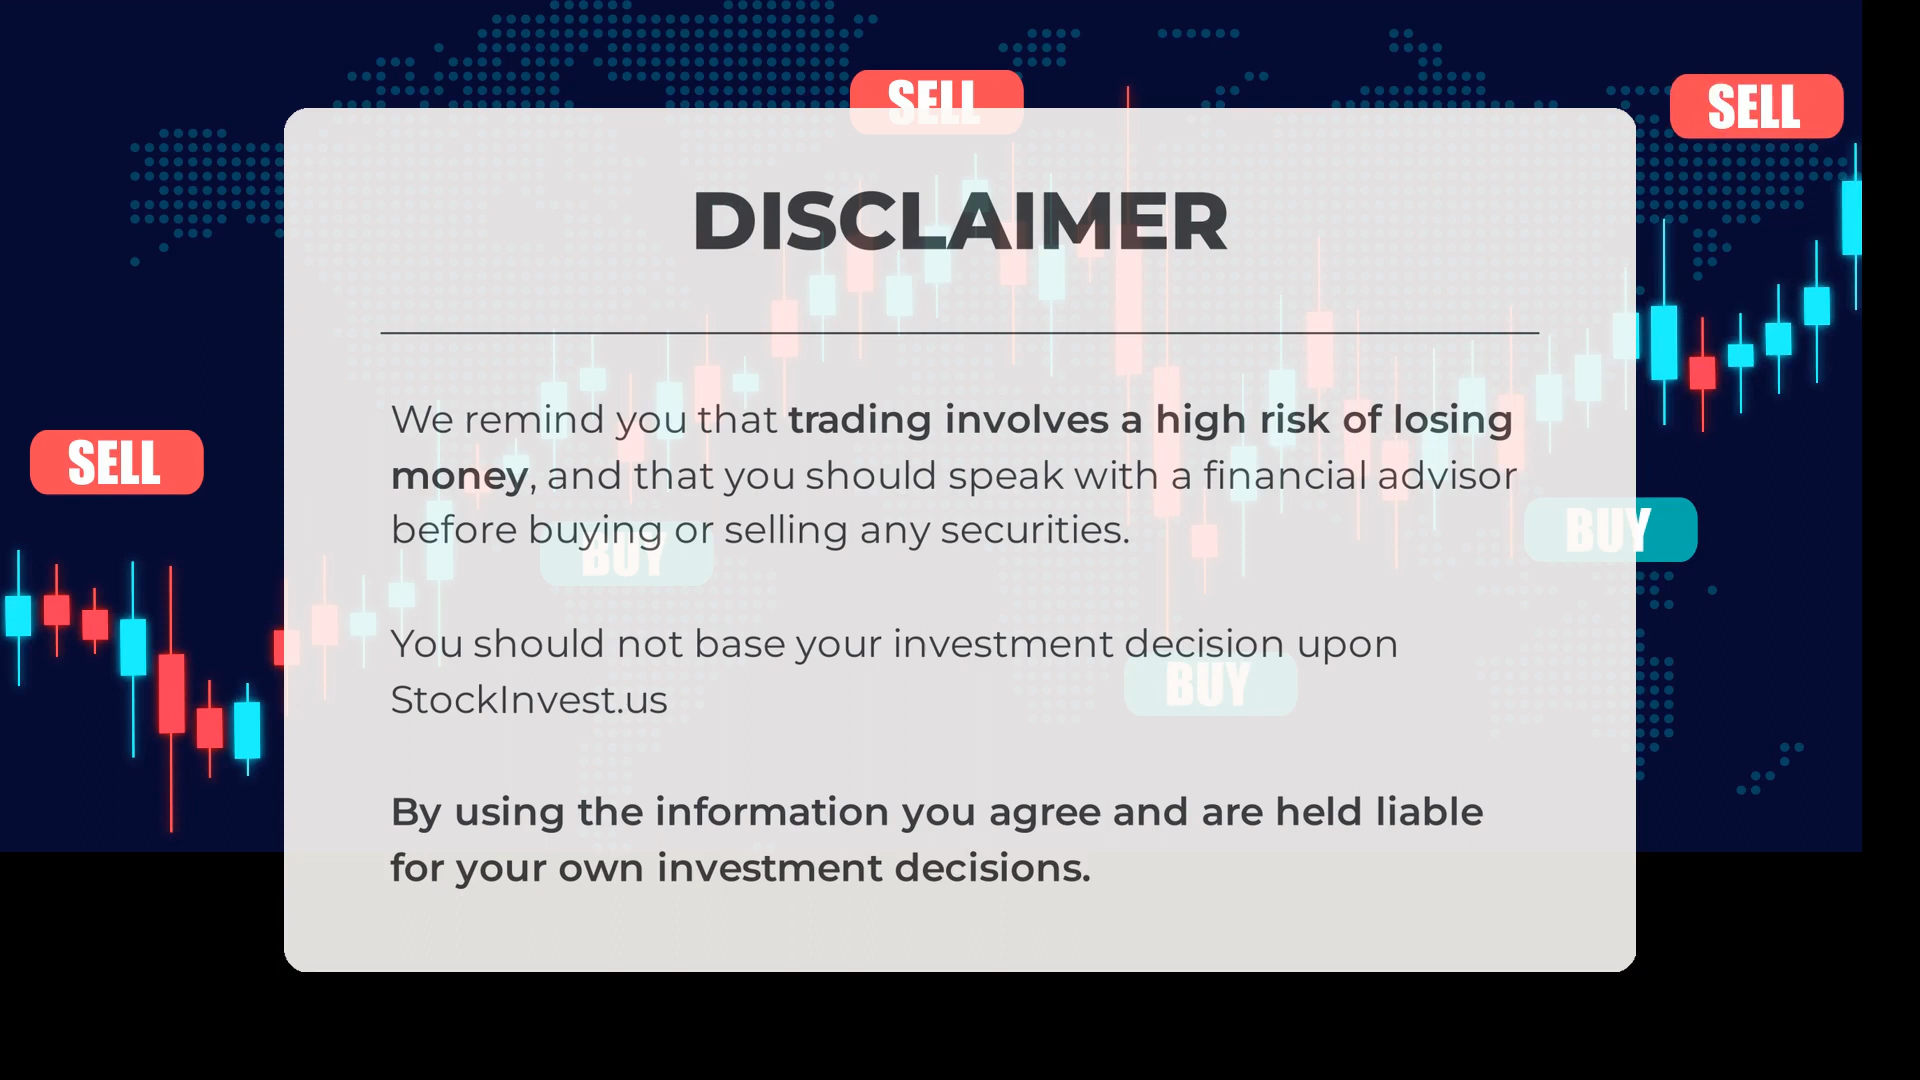 SELL
SELL
DISCLAIMER
We remind you that trading involves a high risk of losing
money, and that you should speak with a financial advisor
before buying or selling any securities.
SELL
BUY
BUY
You should not base your investment decision upon
StockInvest.us
BUY
By using the information you agree and are held liable
for your own investment decisions.